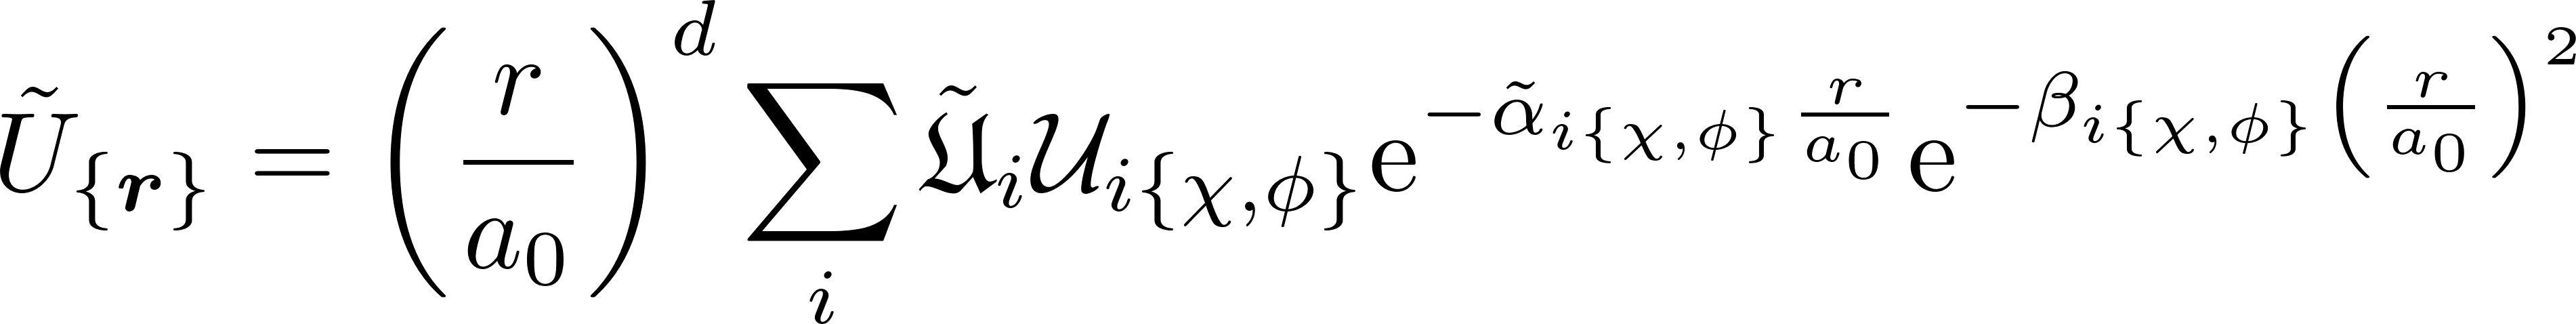 \tilde{U}_{\{\boldsymbol{r}\}} = \left(\frac{r}{a_0}\right)^d \sum_i \tilde{\mathfrak{U}}_i \mathcal{U}_{i\{\chi,\phi\}} \mathrm{e}^{-\tilde{\alpha}_{i\{\chi,\phi\}} \frac{r}{a_0}} \mathrm{e}^{-\beta_{i\{\chi,\phi\}} \left(\frac{r}{a_0}\right)^2}